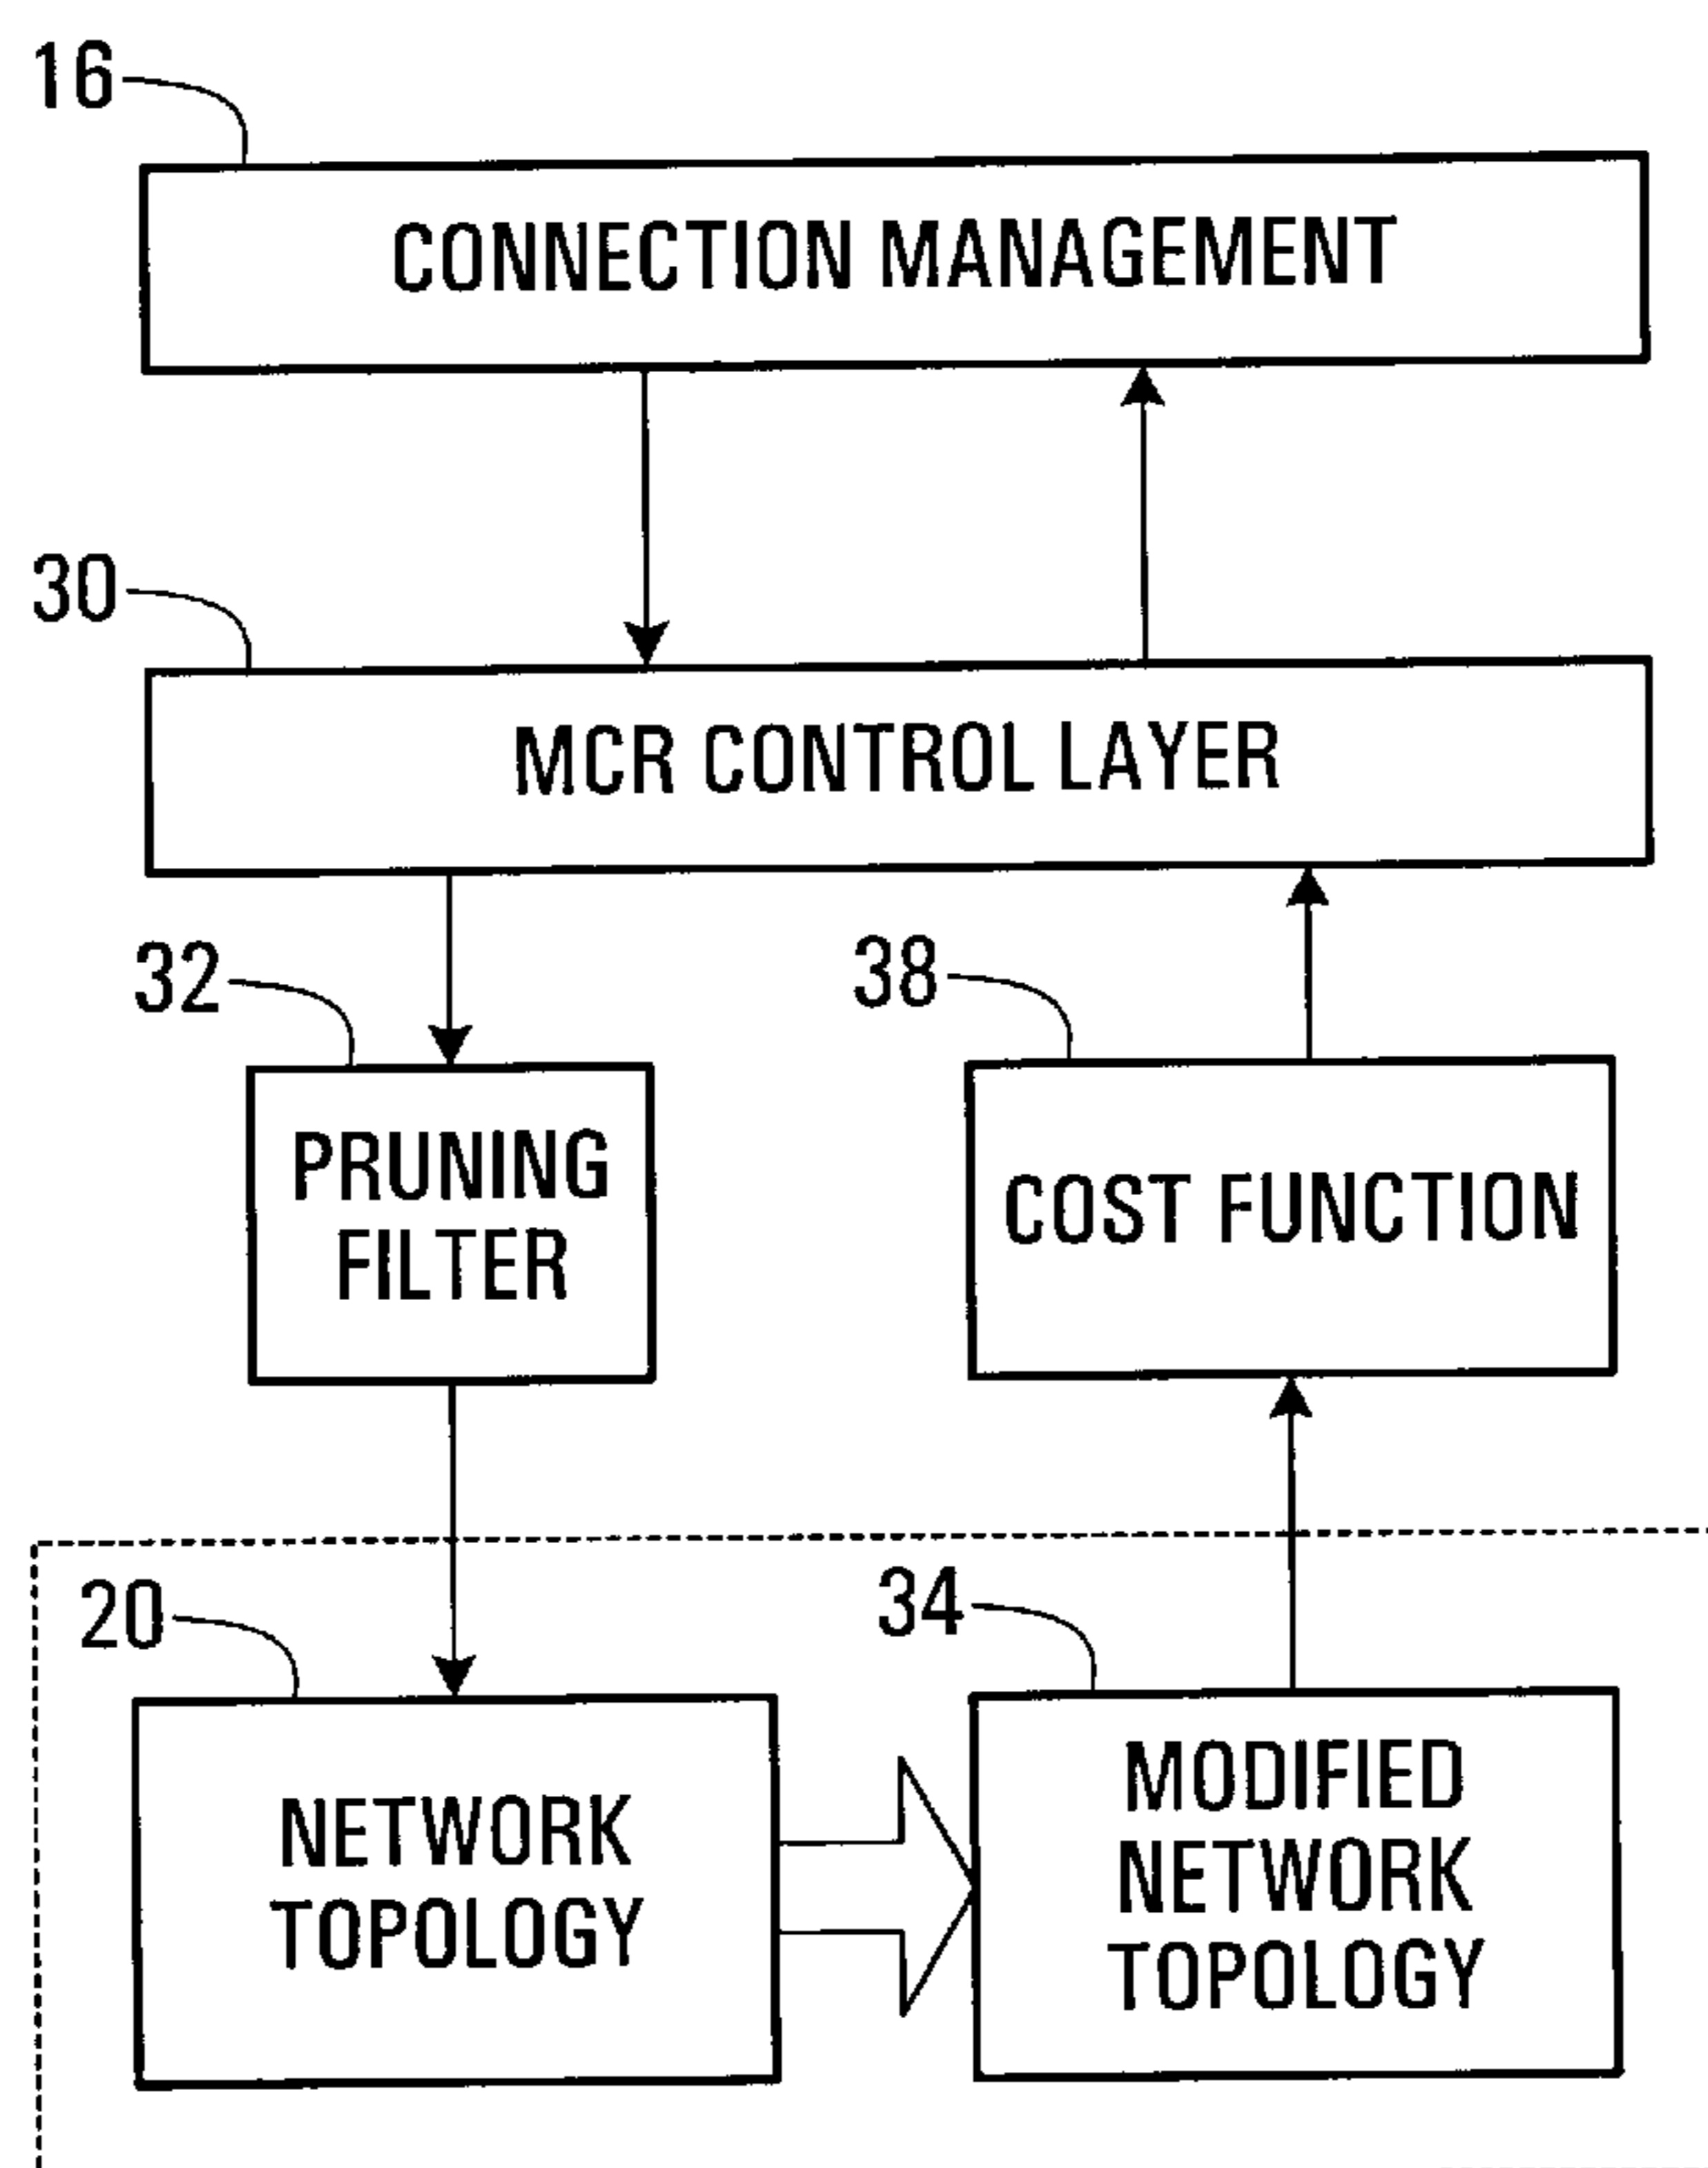 16
CONNECTION MANAGEMENT
30
MCR CONTROL LAYER
32
38
PRUNING
FILTER
COST FUNCTION
20
34
NETWORK
TOPOLOGY
MODIFIED
NETWORK
TOPOLOGY